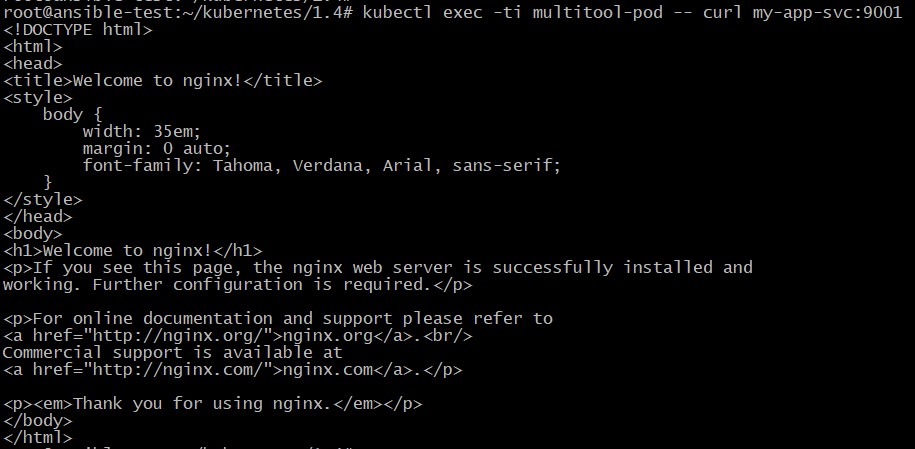 root@ansible-test:~/kubernetes/1.4# kubectl exec -ti multitool-pod -- curl my-app-svc:9001
<!DOCTYPE html>
<html>
<head>
<title>Welcome to nginx!</title>
<style>
    body {
        width: 35em;
        margin: 0 auto;
        font-family: Tahoma, Verdana, Arial, sans-serif;
    }
</style>
</head>
<body>
<h1>Welcome to nginx!</h1>
<p>If you see this page, the nginx web server is successfully installed and
working. Further configuration is required.</p>

<p>For online documentation and support please refer to
<a href="http://nginx.org/">nginx.org</a>.<br/>
Commercial support is available at
<a href="http://nginx.com/">nginx.com</a>.</p>

<p><em>Thank you for using nginx.</em></p>
</body>
</html>